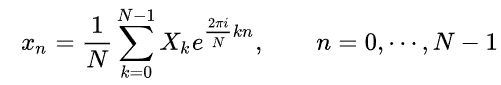 x_n = \frac{1}{N} \sum_{k=0}^{N-1} X_k e^{\frac{2\pi i}{N} kn}, \qquad n = 0, \cdots, N-1